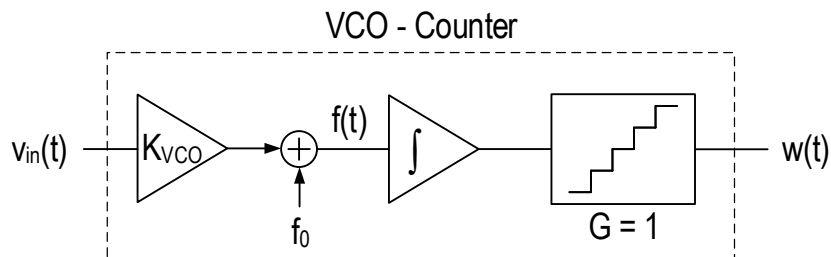 VCO - Counter
v_in(t)
K_VCO
f(t)
∫
w(t)
f_0
G = 1